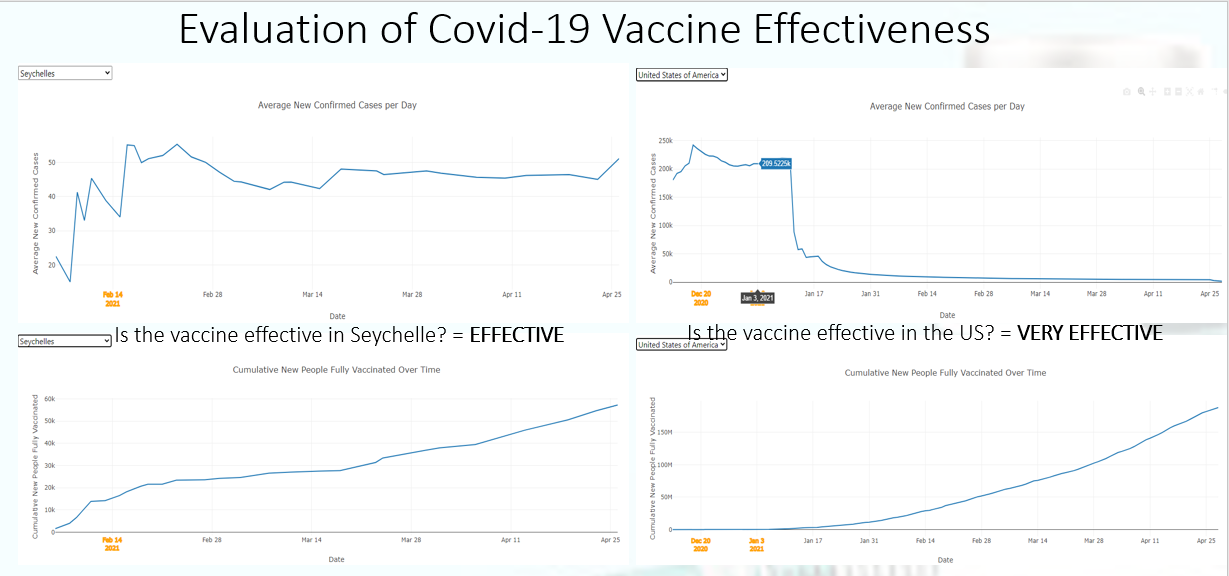 Evaluation of Covid-19 Vaccine Effectiveness
Seychelles
Average New Confirmed Cases per Day
Average New Confirmed Cases
50
40
30
20
Feb 14
2021
Feb 28
Mar 14
Mar 28
Apr 11
Apr 25
Date
United States of America
Average New Confirmed Cases per Day
Average New Confirmed Cases
250k
200k
150k
100k
50k
0
209.5225k
Dec 20
2020
Jan 3, 2021
Jan 17
Jan 31
Feb 14
Feb 28
Mar 14
Mar 28
Apr 11
Apr 25
Date
Is the vaccine effective in Seychelle? = EFFECTIVE
Is the vaccine effective in the US? = VERY EFFECTIVE
Seychelles
Cumulative New People Fully Vaccinated Over Time
Cumulative New People Fully Vaccinated
60k
50k
40k
30k
20k
10k
0
Feb 14
2021
Feb 28
Mar 14
Mar 28
Apr 11
Apr 25
Date
United States of America
Cumulative New People Fully Vaccinated Over Time
Cumulative New People Fully Vaccinated
150M
100M
50M
0
Dec 20
2020
Jan 3
2021
Jan 17
Jan 31
Feb 14
Feb 28
Mar 14
Mar 28
Apr 11
Apr 25
Date